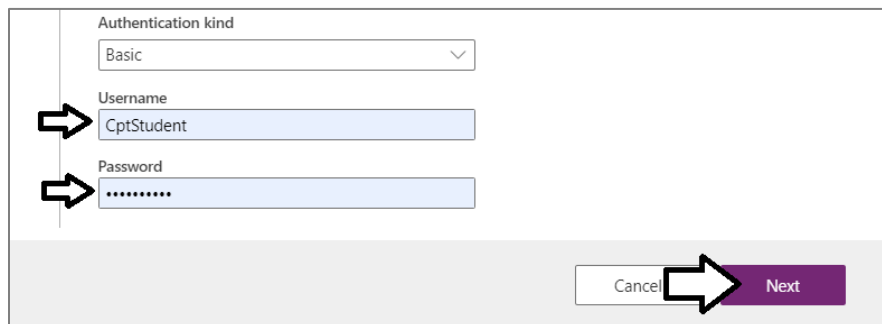 Authentication kind
Basic
Username
CptStudent
Password
••••••••••
Cancel
Next